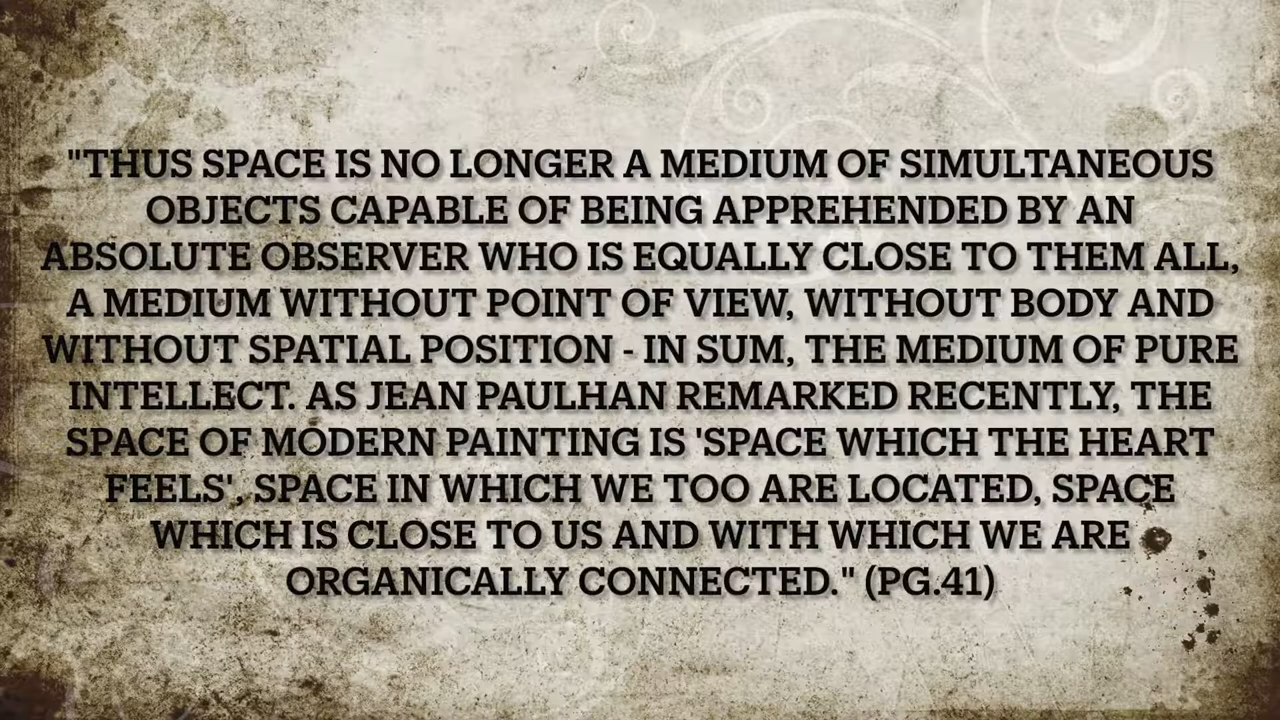 "THUS SPACE IS NO LONGER A MEDIUM OF SIMULTANEOUS
OBJECTS CAPABLE OF BEING APPREHENDED BY AN
ABSOLUTE OBSERVER WHO IS EQUALLY CLOSE TO THEM ALL,
A MEDIUM WITHOUT POINT OF VIEW, WITHOUT BODY AND
WITHOUT SPATIAL POSITION - IN SUM, THE MEDIUM OF PURE
INTELLECT. AS JEAN PAULHAN REMARKED RECENTLY, THE
SPACE OF MODERN PAINTING IS 'SPACE WHICH THE HEART
FEELS', SPACE IN WHICH WE TOO ARE LOCATED, SPACE
WHICH IS CLOSE TO US AND WITH WHICH WE ARE
ORGANICALLY CONNECTED." (PG.41)